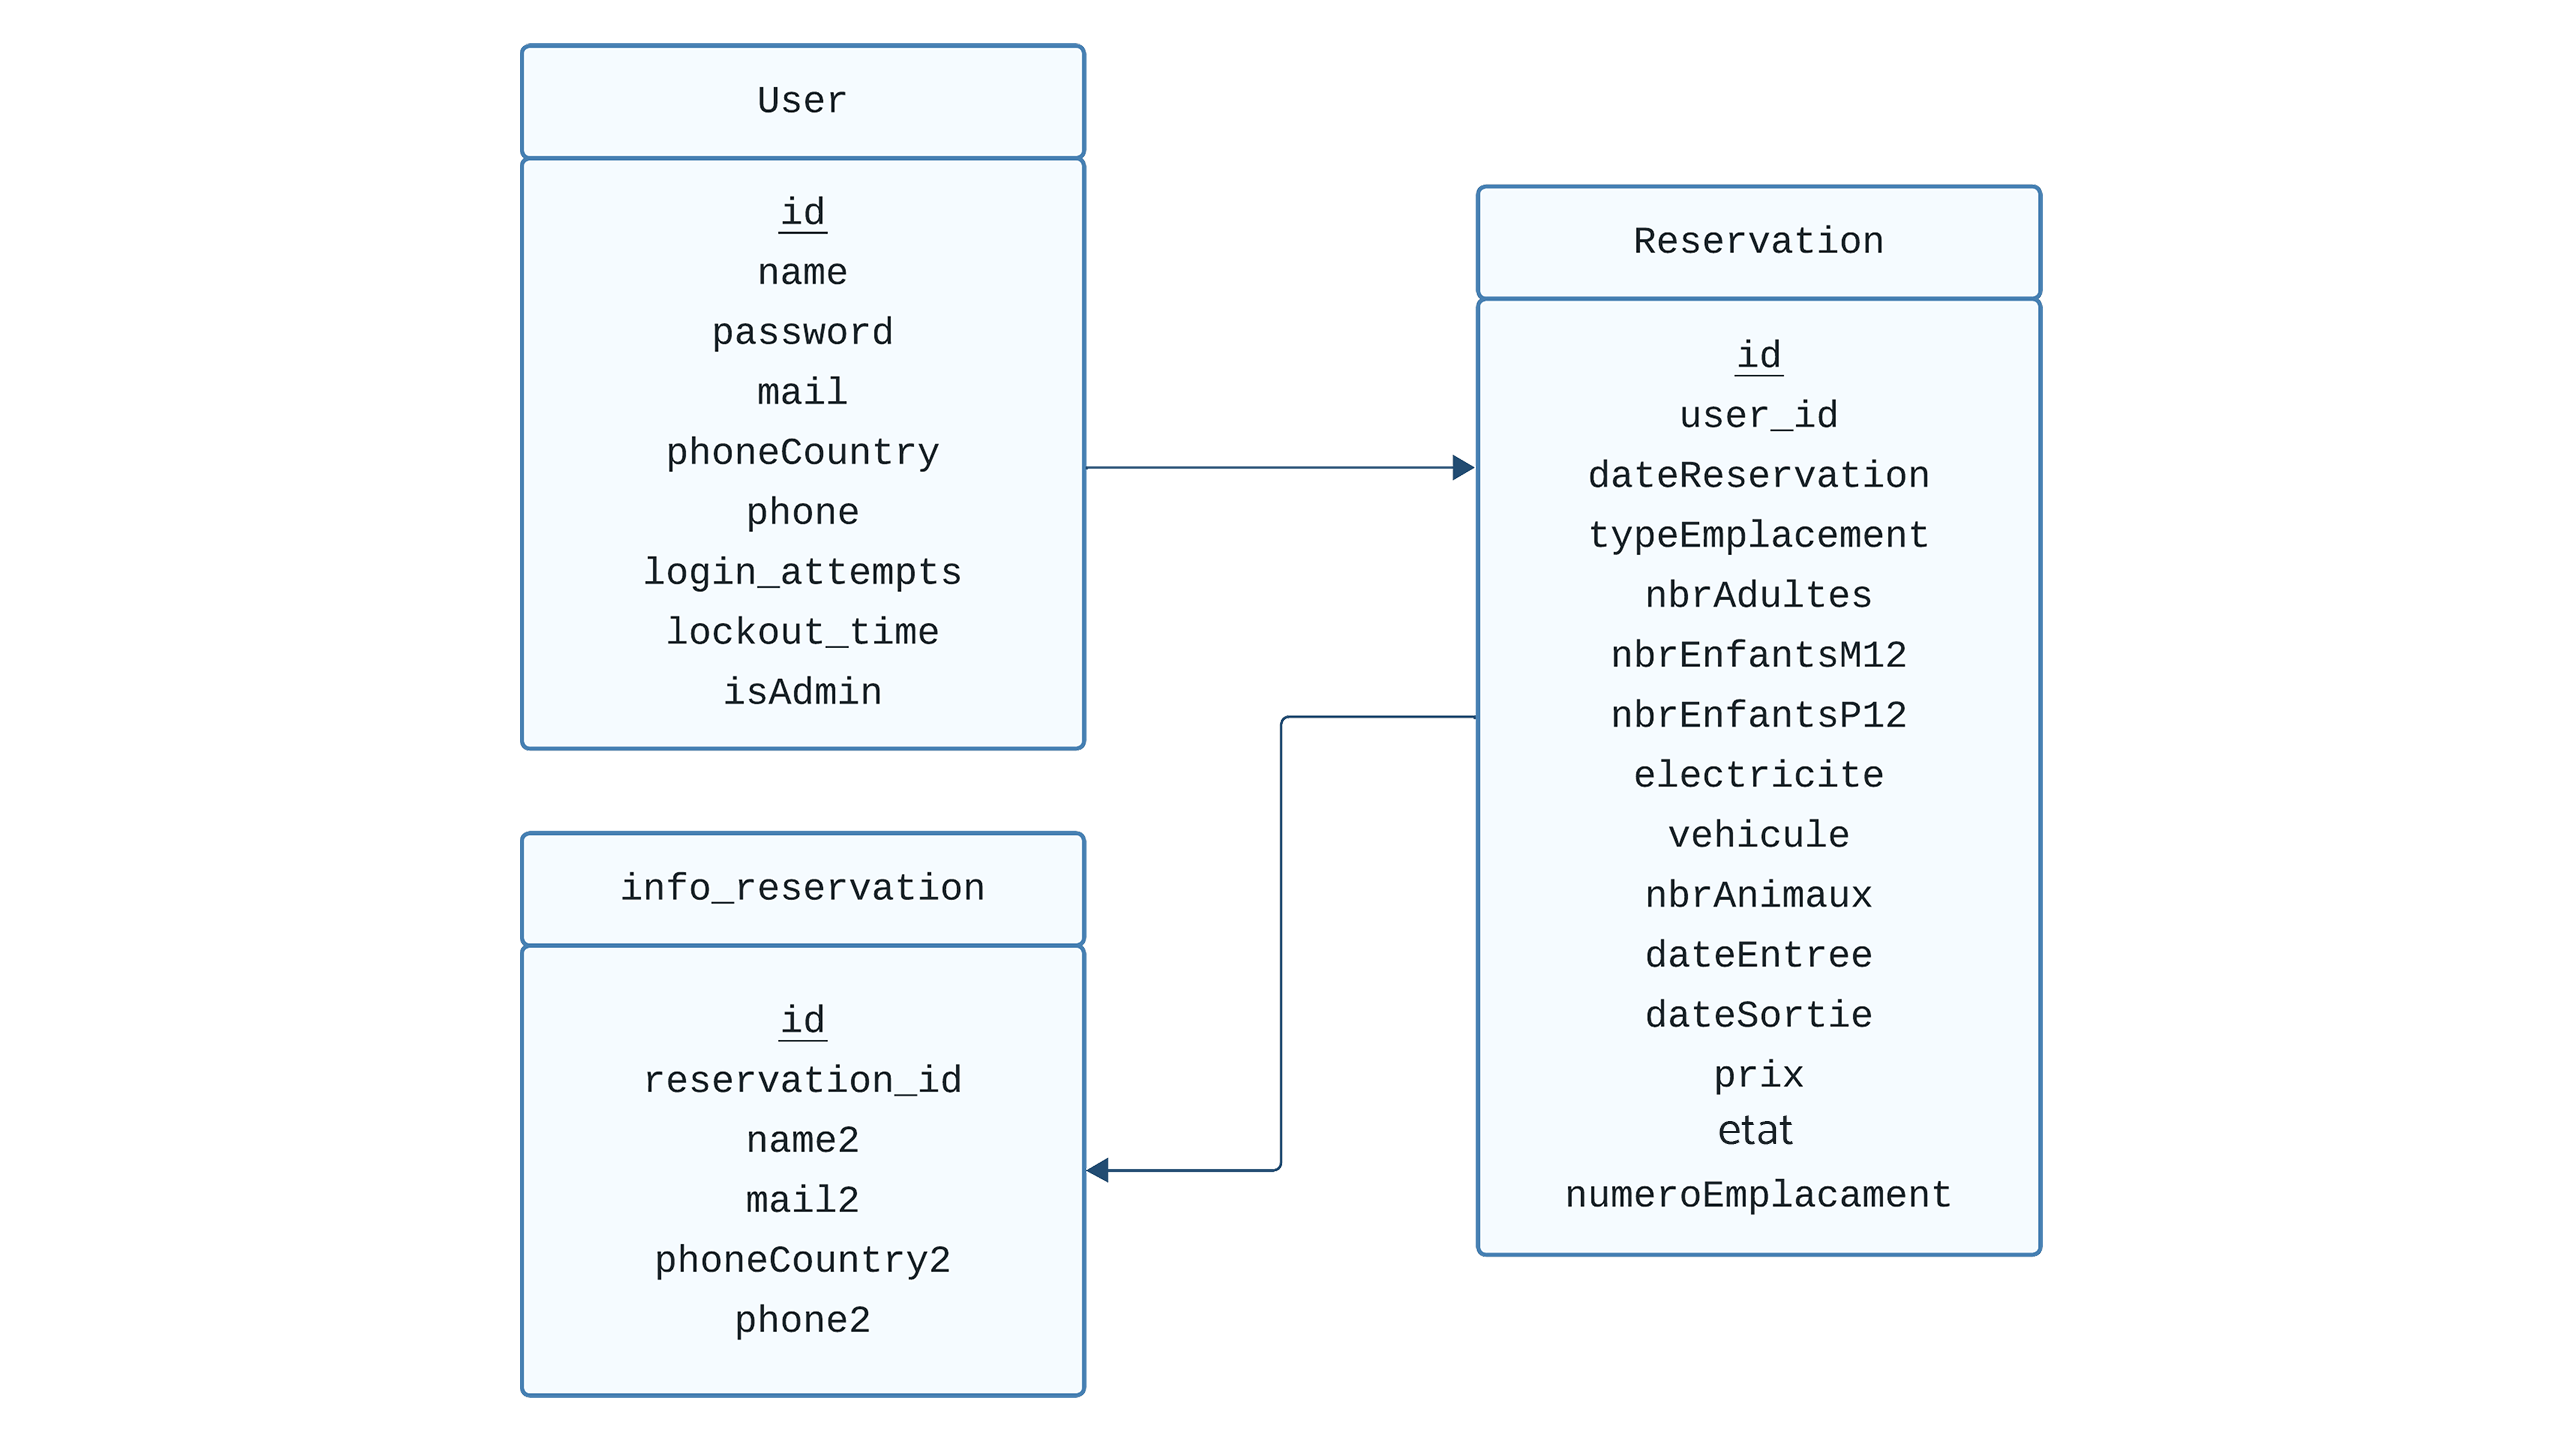 User
id
name
password
mail
phoneCountry
phone
login_attempts
lockout_time
isAdmin
Reservation
id
user_id
dateReservation
typeEmplacement
nbrAdultes
nbrEnfantsM12
nbrEnfantsP12
electricite
vehicule
nbrAnimaux
dateEntree
dateSortie
prix
etat
numeroEmplacament
info_reservation
id
reservation_id
name2
mail2
phoneCountry2
phone2